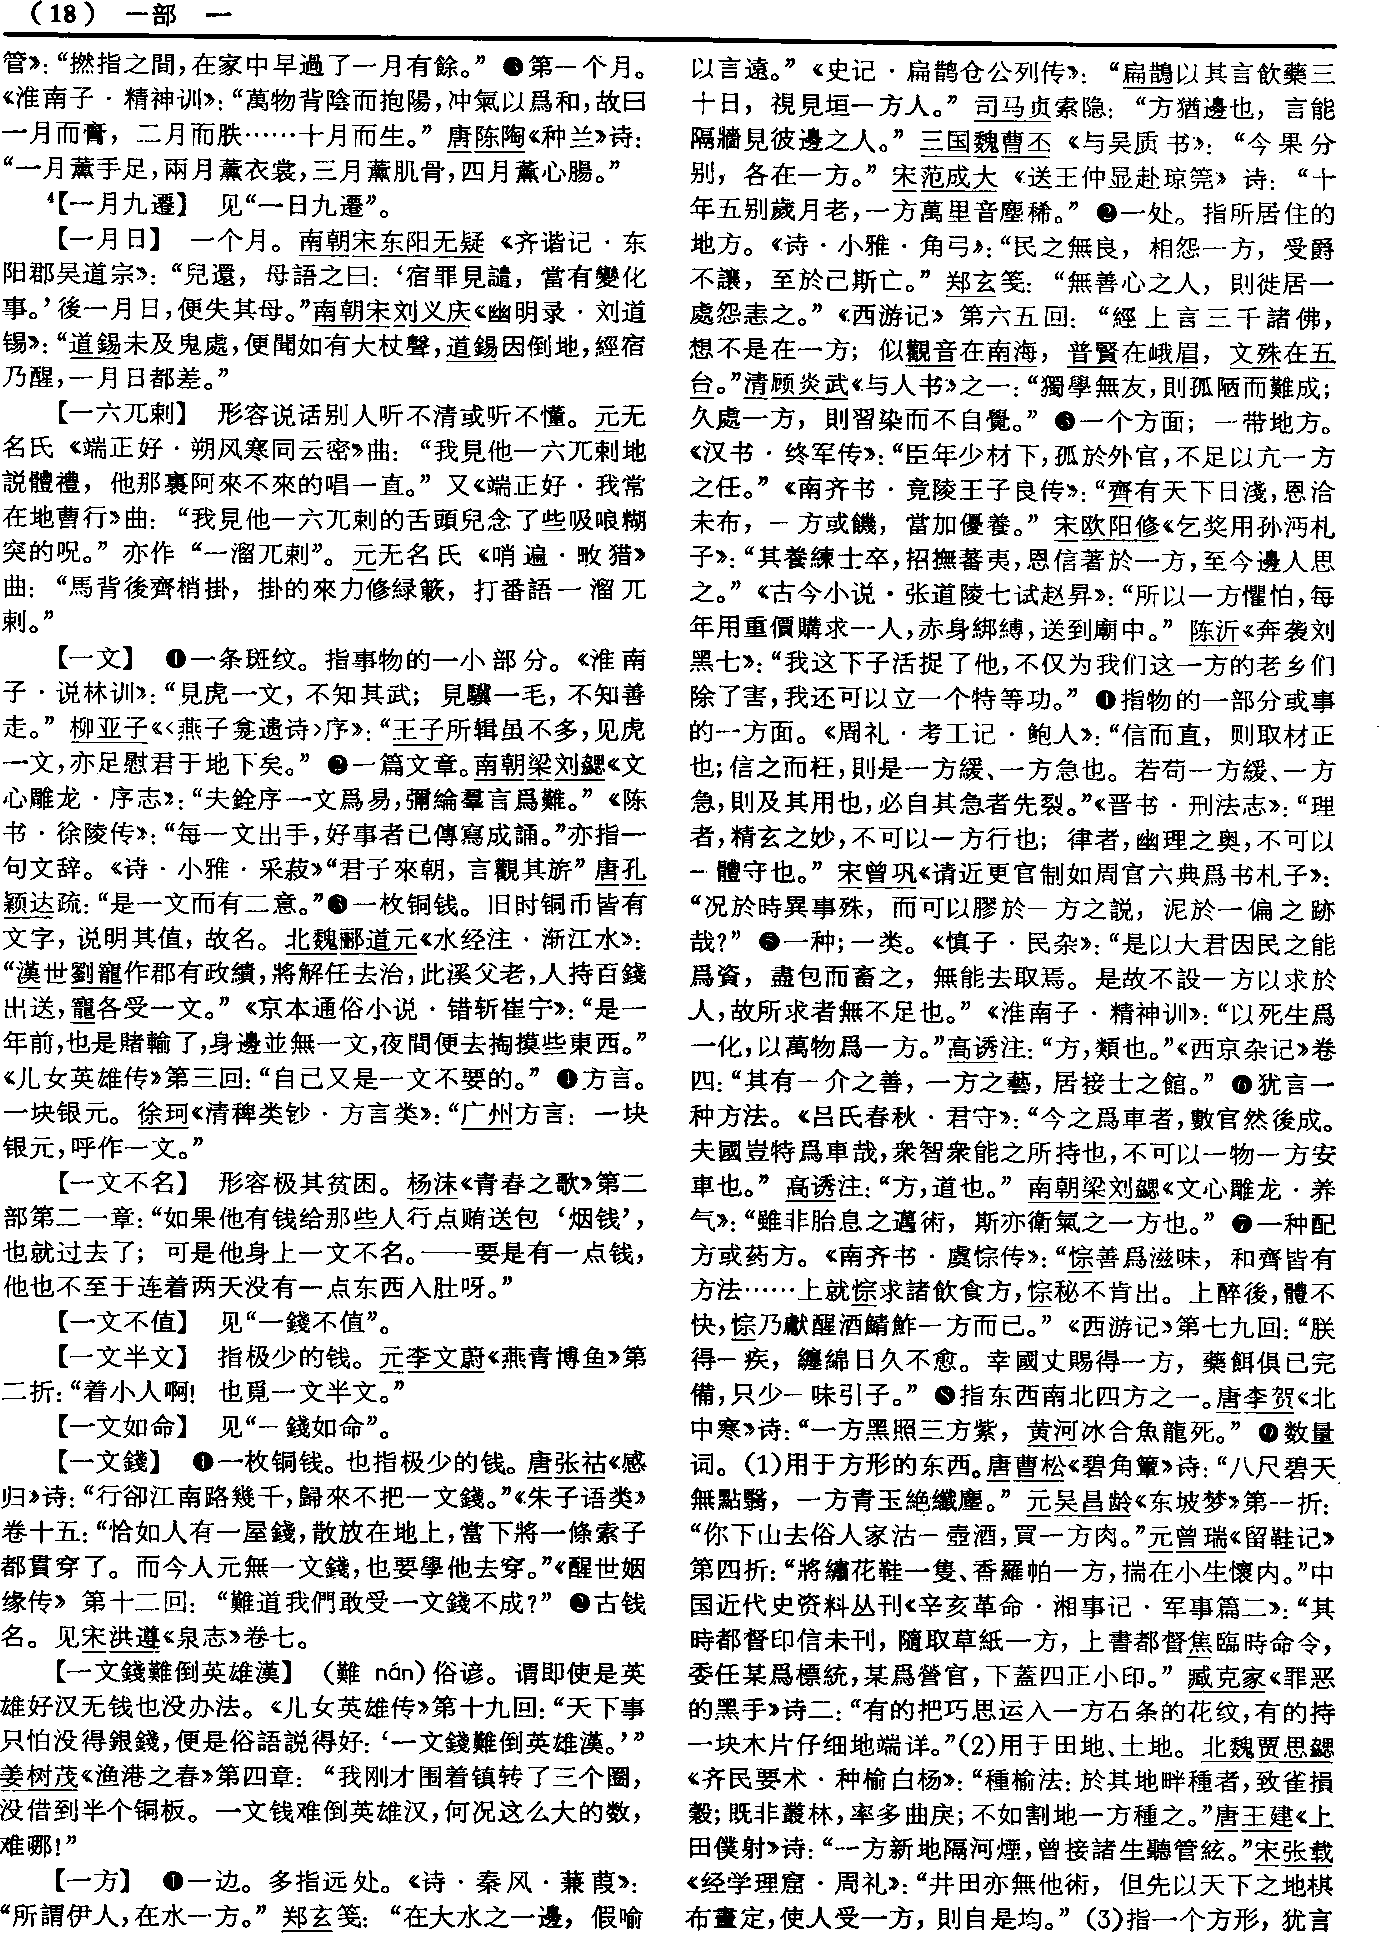 （18） 一部 一
管》：“撚指之間，在家中早過了一月有餘。”❸第一个月。
《淮南子·精神训》：“萬物背陰而抱陽，冲氣以爲和，故曰
一月而膏，二月而胅……十月而生。”唐陈陶《种兰》诗：
“一月薰手足，兩月薰衣裳，三月薰肌骨，四月薰心腸。”
⁴【一月九遷】 见“一日九遷”。
【一月日】 一个月。南朝宋东阳无疑《齐谐记·东
阳郡吴道宗》：“兒還，母語之曰：‘宿罪見譴，當有變化
事。’後一月日，便失其母。”南朝宋刘义庆《幽明录·刘道
锡》：“道錫未及鬼處，便聞如有大杖聲，道錫因倒地，經宿
乃醒，一月日都差。”
【一六兀剌】 形容说话别人听不清或听不懂。元无
名氏《端正好·朔风寒同云密》曲：“我見他一六兀剌地
説體禮，他那裏阿來不來的唱一直。”又《端正好·我常
在地曹行》曲：“我見他一六兀剌的舌頭兒念了些吸哏糊
突的呪。”亦作“一溜兀剌”。元无名氏《哨遍·畋猎》
曲：“馬背後齊梢掛，掛的來力修緑簌，打番語一溜兀
剌。”
【一文】 ❶一条斑纹。指事物的一小部分。《淮南
子·说林训》：“見虎一文，不知其武；見驥一毛，不知善
走。”柳亚子《〈燕子龛遗诗〉序》：“王子所辑虽不多，见虎
一文，亦足慰君于地下矣。”❷一篇文章。南朝梁刘勰《文
心雕龙·序志》：“夫銓序一文爲易，彌綸羣言爲難。”《陈
书·徐陵传》：“每一文出手，好事者已傳寫成誦。”亦指一
句文辞。《诗·小雅·采菽》“君子來朝，言觀其旂”唐孔
颖达疏：“是一文而有二意。”❸一枚铜钱。旧时铜币皆有
文字，说明其值，故名。北魏郦道元《水经注·渐江水》：
“漢世劉寵作郡有政績，將解任去治，此溪父老，人持百錢
出送，寵各受一文。”《京本通俗小说·错斩崔宁》：“是一
年前，也是賭輸了，身邊並無一文，夜間便去掏摸些東西。”
《儿女英雄传》第三回：“自己又是一文不要的。”❹方言。
一块银元。徐珂《清稗类钞·方言类》：“广州方言：一块
银元，呼作一文。”
【一文不名】 形容极其贫困。杨沫《青春之歌》第二
部第二一章：“如果他有钱给那些人行点贿送包‘烟钱’，
也就过去了；可是他身上一文不名。——要是有一点钱，
他也不至于连着两天没有一点东西入肚呀。”
【一文不值】 见“一錢不值”。
【一文半文】 指极少的钱。元李文蔚《燕青博鱼》第
二折：“着小人啊！也覓一文半文。”
【一文如命】 见“一錢如命”。
【一文錢】 ❶一枚铜钱。也指极少的钱。唐张祜《感
归》诗：“行卻江南路幾千，歸來不把一文錢。”《朱子语类》
卷十五：“恰如人有一屋錢，散放在地上，當下將一條索子
都貫穿了。而今人元無一文錢，也要學他去穿。”《醒世姻
缘传》第十二回：“難道我們敢受一文錢不成？”❷古钱
名。见宋洪遵《泉志》卷七。
【一文錢難倒英雄漢】 （難 nán）俗谚。谓即使是英
雄好汉无钱也没办法。《儿女英雄传》第十九回：“天下事
只怕没得銀錢，便是俗語説得好：‘一文錢難倒英雄漢。’”
姜树茂《渔港之春》第四章：“我刚才围着镇转了三个圈，
没借到半个铜板。一文钱难倒英雄汉，何况这么大的数，
难哪！”
【一方】 ❶一边。多指远处。《诗·秦风·蒹葭》：
“所謂伊人，在水一方。”郑玄笺：“在大水之一邊，假喻
以言遠。”《史记·扁鹊仓公列传》：“扁鵲以其言飲藥三
十日，視見垣一方人。”司马贞索隐：“方猶邊也，言能
隔牆見彼邊之人。”三国魏曹丕《与吴质书》：“今果分
别，各在一方。”宋范成大《送王仲显赴琼筦》诗：“十
年五别歲月老，一方萬里音塵稀。”❷一处。指所居住的
地方。《诗·小雅·角弓》：“民之無良，相怨一方，受爵
不讓，至於己斯亡。”郑玄笺：“無善心之人，則徙居一
處怨恚之。”《西游记》第六五回：“經上言三千諸佛，
想不是在一方；似觀音在南海，普賢在峨眉，文殊在五
台。”清顾炎武《与人书》之一：“獨學無友，則孤陋而難成；
久處一方，則習染而不自覺。”❸一个方面；一带地方。
《汉书·终军传》：“臣年少材下，孤於外官，不足以亢一方
之任。”《南齐书·竟陵王子良传》：“齊有天下日淺，恩洽
未布，一方或饑，當加優養。”宋欧阳修《乞奖用孙沔札
子》：“其養練士卒，招撫蕃夷，恩信著於一方，至今邊人思
之。”《古今小说·张道陵七试赵昇》：“所以一方懼怕，每
年用重價購求一人，赤身綁縛，送到廟中。”陈沂《奔袭刘
黑七》：“我这下子活捉了他，不仅为我们这一方的老乡们
除了害，我还可以立一个特等功。”❹指物的一部分或事
的一方面。《周礼·考工记·鲍人》：“信而直，则取材正
也；信之而枉，則是一方緩、一方急也。若苟一方緩、一方
急，則及其用也，必自其急者先裂。”《晋书·刑法志》：“理
者，精玄之妙，不可以一方行也；律者，幽理之奥，不可以
一體守也。”宋曾巩《请近更官制如周官六典爲书札子》：
“况於時異事殊，而可以膠於一方之説，泥於一偏之跡
哉？”❺一种；一类。《慎子·民杂》：“是以大君因民之能
爲資，盡包而畜之，無能去取焉。是故不設一方以求於
人，故所求者無不足也。”《淮南子·精神训》：“以死生爲
一化，以萬物爲一方。”高诱注：“方，類也。”《西京杂记》卷
四：“其有一介之善，一方之藝，居接士之館。”❻犹言一
种方法。《吕氏春秋·君守》：“今之爲車者，數官然後成。
夫國豈特爲車哉，衆智衆能之所持也，不可以一物一方安
車也。”高诱注：“方，道也。”南朝梁刘勰《文心雕龙·养
气》：“雖非胎息之邁術，斯亦衛氣之一方也。”❼一种配
方或药方。《南齐书·虞悰传》：“悰善爲滋味，和齊皆有
方法……上就悰求諸飲食方，悰秘不肯出。上醉後，體不
快，悰乃獻醒酒鯖鮓一方而已。”《西游记》第七九回：“朕
得一疾，纏綿日久不愈。幸國丈賜得一方，藥餌俱已完
備，只少一味引子。”❽指东西南北四方之一。唐李贺《北
中寒》诗：“一方黑照三方紫，黄河冰合魚龍死。”❾数量
词。(1)用于方形的东西。唐曹松《碧角簟》诗：“八尺碧天
無點翳，一方青玉絶纖塵。”元吴昌龄《东坡梦》第一折：
“你下山去俗人家沽一壺酒，買一方肉。”元曾瑞《留鞋记》
第四折：“將繡花鞋一隻、香羅帕一方，揣在小生懷内。”中
国近代史资料丛刊《辛亥革命·湘事记·军事篇二》：“其
時都督印信未刊，隨取草紙一方，上書都督焦臨時命令，
委任某爲標統，某爲營官，下蓋四正小印。”臧克家《罪恶
的黑手》诗二：“有的把巧思运入一方石条的花纹，有的持
一块木片仔细地端详。”(2)用于田地、土地。北魏贾思勰
《齐民要术·种榆白杨》：“種榆法：於其地畔種者，致雀損
穀；既非叢林，率多曲戾；不如割地一方種之。”唐王建《上
田僕射》诗：“一方新地隔河煙，曾接諸生聽管絃。”宋张载
《经学理窟·周礼》：“井田亦無他術，但先以天下之地棋
布畫定，使人受一方，則自是均。”(3)指一个方形，犹言